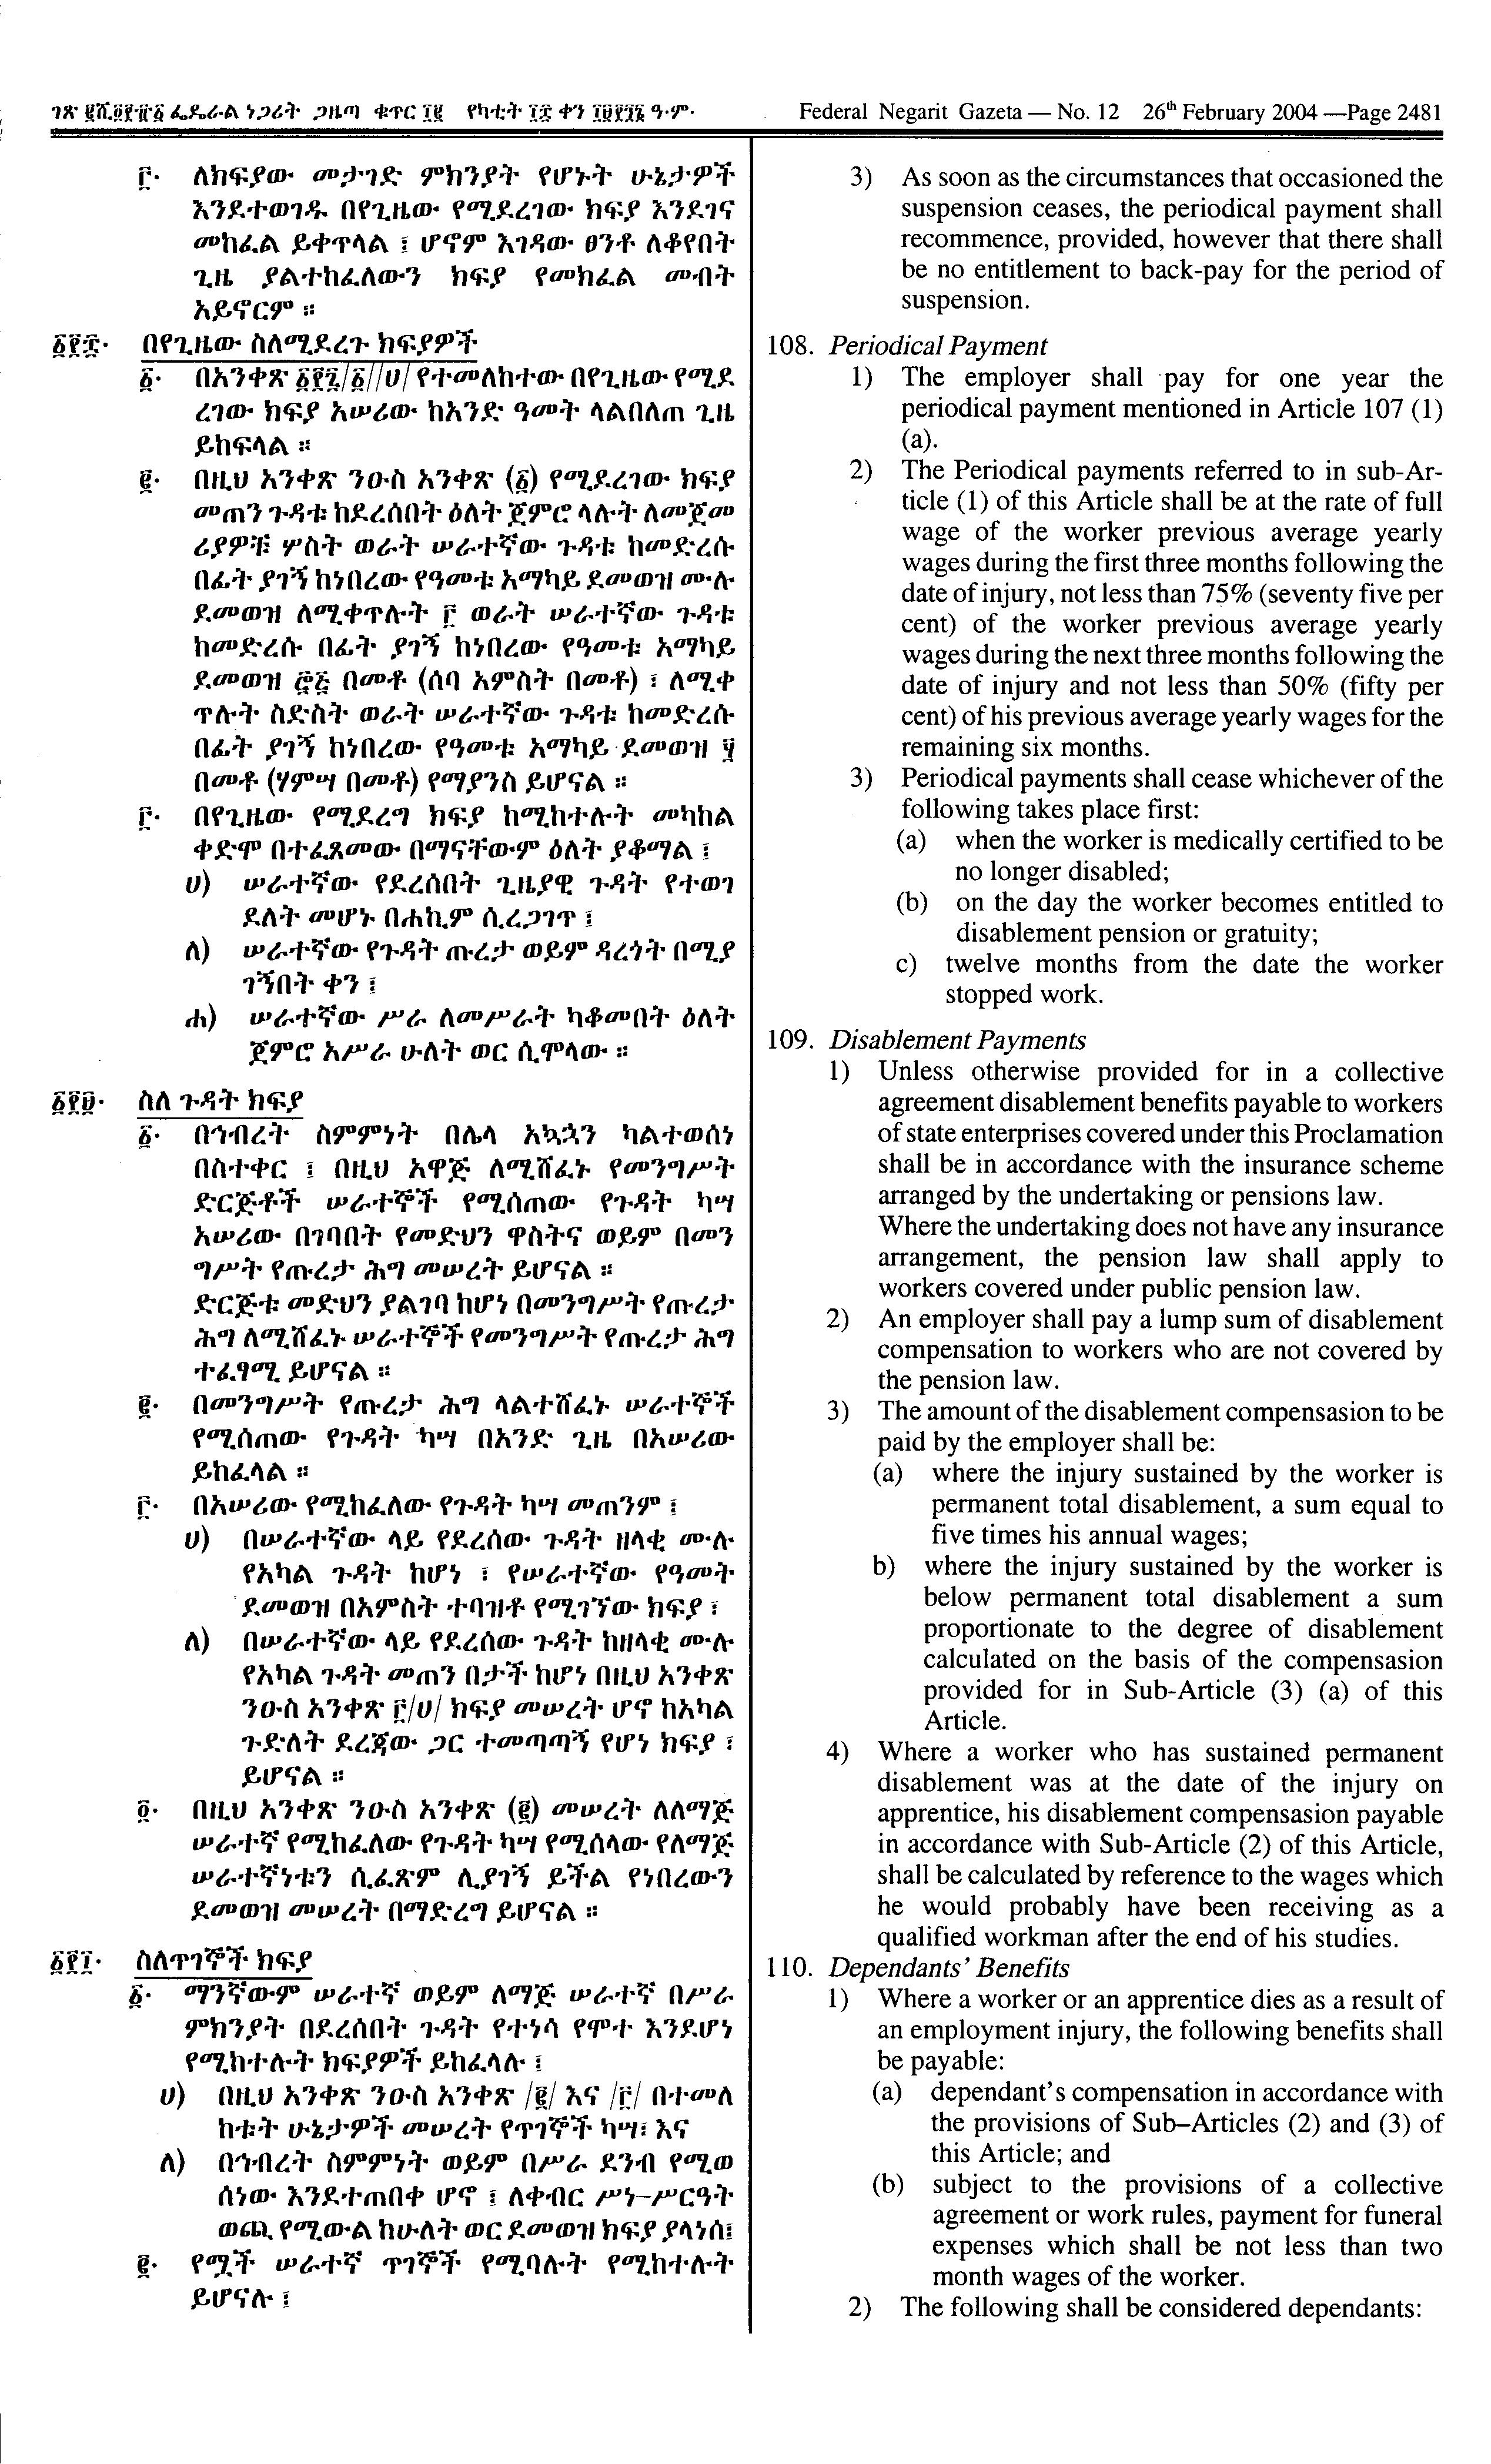 ገጽ ፪ሺ፬፻፹፩ ፌዴራል ነጋሪት ጋዜጣ ቁጥር ፲፪ የካቲት ፲፰ ቀን ፲፱፻፺፮ ዓ.ም.
Federal Negarit Gazeta — No. 12 26th February 2004 —Page 2481
፫· ለክፍያው መታገድ ምክንያት የሆኑት ሁኔታዎች
እንደተወገዱ በየጊዜው የሚደረገው ክፍያ እንደገና
መከፈል ይቀጥላል ፤ ሆኖም እገዳው ፀንቶ ለቆየበት
ጊዜ ያልተከፈለውን ክፍያ የመክፈል መብት
አይኖርም ።
፩፻፰· በየጊዜው ስለሚደረጉ ክፍያዎች
፩· በአንቀጽ ፩፻፯/፩//ሀ/ የተመለከተው በየጊዜው የሚደ
ረገው ክፍያ አሠሪው ከአንድ ዓመት ላልበለጠ ጊዜ
ይከፍላል ።
፪· በዚህ አንቀጽ ንዑስ አንቀጽ (፩) የሚደረገው ክፍያ
መጠን ጉዳቱ ከደረሰበት ዕለት ጀምሮ ላሉት ለመጀመ
ሪያዎቹ ሦስት ወራት ሠራተኛው ጉዳቱ ከመድረሱ
በፊት ያገኝ ከነበረው የዓመቱ አማካይ ደመወዝ ሙሉ
ደመወዝ ለሚቀጥሉት ፫ ወራት ሠራተኛው ጉዳቱ
ከመድረሱ በፊት ያገኝ ከነበረው የዓመቱ አማካይ
ደመወዝ ፸፭ በመቶ (ሰባ አምስት በመቶ) ፤ ለሚቀ
ጥሉት ስድስት ወራት ሠራተኛው ጉዳቱ ከመድረሱ
በፊት ያገኝ ከነበረው የዓመቱ አማካይ ደመወዝ ፶
በመቶ (ሃምሣ በመቶ) የማያንስ ይሆናል ።
፫· በየጊዜው የሚደረግ ክፍያ ከሚከተሉት መካከል
ቀድሞ በተፈጸመው በማናቸውም ዕለት ያቆማል ፤
ሀ) ሠራተኛው የደረሰበት ጊዜያዊ ጉዳት የተወገ
ደለት መሆኑ በሐኪም ሲረጋገጥ ፤
ለ) ሠራተኛው የጉዳት ጡረታ ወይም ዳረጎት በሚያ
ገኝበት ቀን ፤
ሐ) ሠራተኛው ሥራ ለመሥራት ካቆመበት ዕለት
ጀምሮ አሥራ ሁለት ወር ሲሞላው ።
፩፻፱· ስለ ጉዳት ክፍያ
፩· በኅብረት ስምምነት በሌላ አኳኋን ካልተወሰነ
በስተቀር ፤ በዚህ አዋጅ ለሚሸፈኑ የመንግሥት
ድርጅቶች ሠራተኞች የሚሰጠው የጉዳት ካሣ
አሠሪው በገባበት የመድህን ዋስትና ወይም በመን
ግሥት የጡረታ ሕግ መሠረት ይሆናል ።
ድርጅቱ መድህን ያልገባ ከሆነ በመንግሥት የጡረታ
ሕግ ለሚሸፈኑ ሠራተኞች የመንግሥት የጡረታ ሕግ
ተፈፃሚ ይሆናል ።
፪· በመንግሥት የጡረታ ሕግ ላልተሸፈኑ ሠራተኞች
የሚሰጠው የጉዳት ካሣ በአንድ ጊዜ በአሠሪው
ይከፈላል ።
፫· በአሠሪው የሚከፈለው የጉዳት ካሣ መጠንም ፤
ሀ) በሠራተኛው ላይ የደረሰው ጉዳት ዘላቂ ሙሉ
የአካል ጉዳት ከሆነ ፣ የሠራተኛው የዓመት
ደመወዝ በአምስት ተባዝቶ የሚገኘው ክፍያ ፣
ለ) በሠራተኛው ላይ የደረሰው ጉዳት ከዘላቂ ሙሉ
የአካል ጉዳት መጠን በታች ከሆነ በዚህ አንቀጽ
ንዑስ አንቀጽ ፫/ሀ/ ክፍያ መሠረት ሆኖ ከአካል
ጉድለት ደረጃው ጋር ተመጣጣኝ የሆነ ክፍያ ፣
ይሆናል ።
፬· በዚህ አንቀጽ ንዑስ አንቀጽ (፪) መሠረት ለለማጅ
ሠራተኛ የሚከፈለው የጉዳት ካሣ የሚሰላው የለማጅ
ሠራተኛነቱን ሲፈጽም ሊያገኝ ይችል የነበረውን
ደመወዝ መሠረት በማድረግ ይሆናል ።
፩፻፲· ስለጥገኞች ክፍያ
፩· ማንኛውም ሠራተኛ ወይም ለማጅ ሠራተኛ በሥራ
ምክንያት በደረሰበት ጉዳት የተነሳ የሞተ እንደሆነ
የሚከተሉት ክፍያዎች ይከፈላሉ ፤
ሀ) በዚህ አንቀጽ ንዑስ አንቀጽ /፪/ እና /፫/ በተመለ
ከቱት ሁኔታዎች መሠረት የጥገኞች ካሣ፣ እና
ለ) በኅብረት ስምምነት ወይም በሥራ ደንብ የሚወ
ሰነው እንደተጠበቀ ሆኖ ፤ ለቀብር ሥነ–ሥርዓት
ወጪ የሚውል ከሁለት ወር ደመወዝ ክፍያ ያላነሰ፤
፪· የሟች ሠራተኛ ጥገኞች የሚባሉት የሚከተሉት
ይሆናሉ ፤
3) As soon as the circumstances that occasioned the
suspension ceases, the periodical payment shall
recommence, provided, however that there shall
be no entitlement to back-pay for the period of
suspension.
108. Periodical Payment
1) The employer shall pay for one year the
periodical payment mentioned in Article 107 (1)
(a).
2) The Periodical payments referred to in sub-Ar-
ticle (1) of this Article shall be at the rate of full
wage of the worker previous average yearly
wages during the first three months following the
date of injury, not less than 75% (seventy five per
cent) of the worker previous average yearly
wages during the next three months following the
date of injury and not less than 50% (fifty per
cent) of his previous average yearly wages for the
remaining six months.
3) Periodical payments shall cease whichever of the
following takes place first:
(a) when the worker is medically certified to be
no longer disabled;
(b) on the day the worker becomes entitled to
disablement pension or gratuity;
c) twelve months from the date the worker
stopped work.
109. Disablement Payments
1) Unless otherwise provided for in a collective
agreement disablement benefits payable to workers
of state enterprises covered under this Proclamation
shall be in accordance with the insurance scheme
arranged by the undertaking or pensions law.
Where the undertaking does not have any insurance
arrangement, the pension law shall apply to
workers covered under public pension law.
2) An employer shall pay a lump sum of disablement
compensation to workers who are not covered by
the pension law.
3) The amount of the disablement compensasion to be
paid by the employer shall be:
(a) where the injury sustained by the worker is
permanent total disablement, a sum equal to
five times his annual wages;
b) where the injury sustained by the worker is
below permanent total disablement a sum
proportionate to the degree of disablement
calculated on the basis of the compensasion
provided for in Sub-Article (3) (a) of this
Article.
4) Where a worker who has sustained permanent
disablement was at the date of the injury on
apprentice, his disablement compensasion payable
in accordance with Sub-Article (2) of this Article,
shall be calculated by reference to the wages which
he would probably have been receiving as a
qualified workman after the end of his studies.
110. Dependants' Benefits
1) Where a worker or an apprentice dies as a result of
an employment injury, the following benefits shall
be payable:
(a) dependant's compensation in accordance with
the provisions of Sub–Articles (2) and (3) of
this Article; and
(b) subject to the provisions of a collective
agreement or work rules, payment for funeral
expenses which shall be not less than two
month wages of the worker.
2) The following shall be considered dependants: